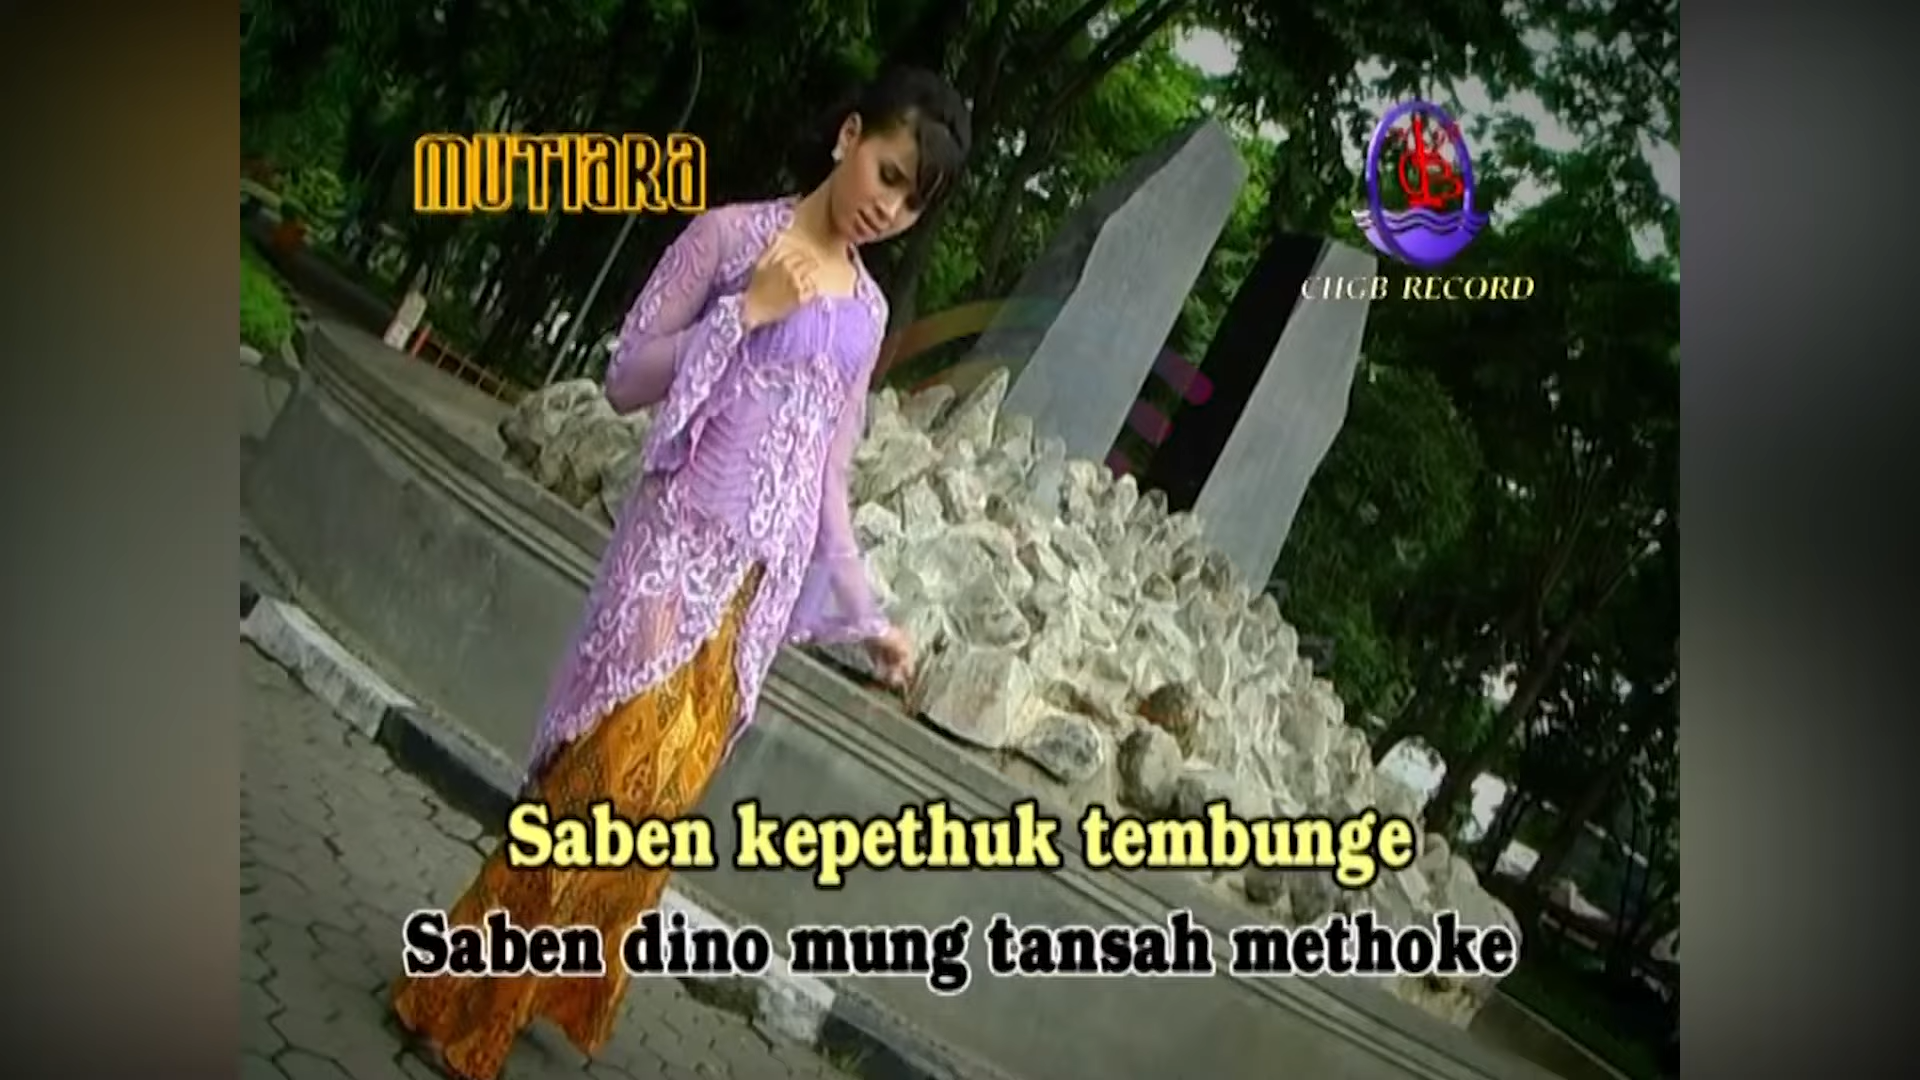 MUTIARA
CHGB RECORD
Saben kepethuk tembunge
Saben dino mung tansah methoke